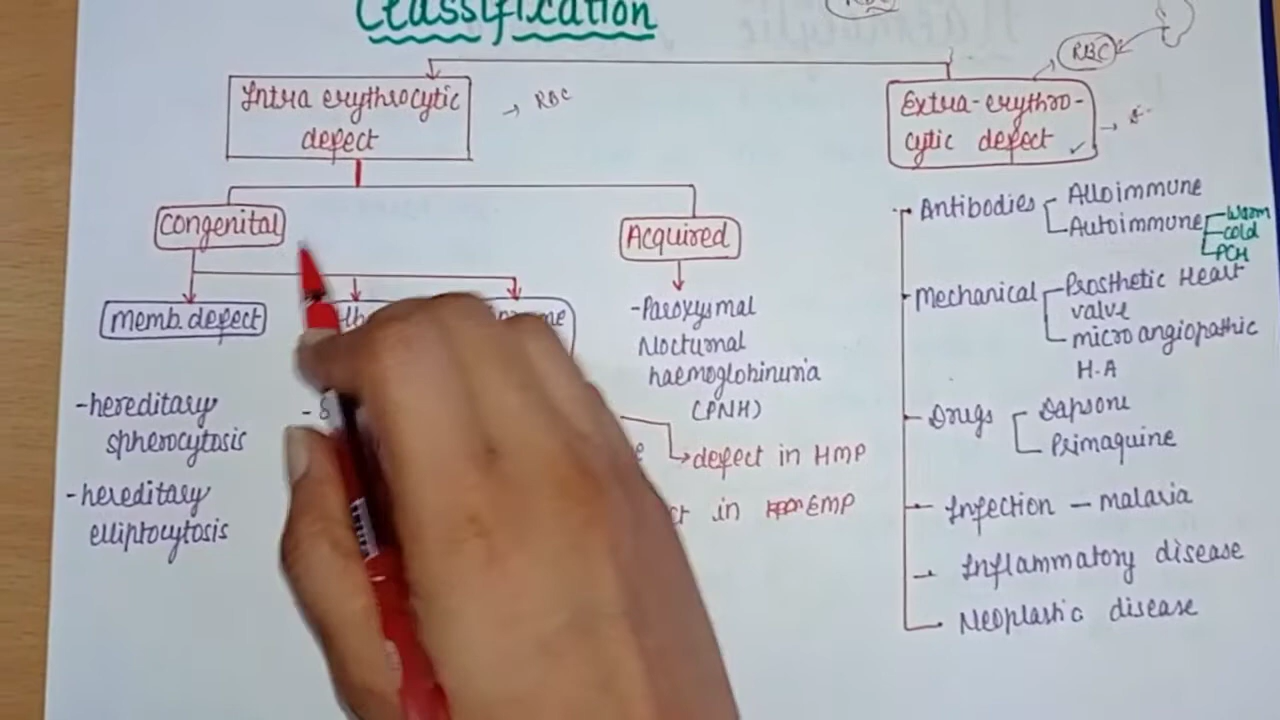 Classification
Intra erythrocytic
defect
→ RBC
RBC
Extra-erythro-
cytic defect
Congenital
Acquired
Memb. defect
-hereditary
spherocytosis
-hereditary
elliptocytosis
-Paroxysmal
Nocturnal
haemoglobinuria
(PNH)
defect in HMP
in EMP
Antibodies
Alloimmune
Autoimmune
Warm
cold
PCH
Mechanical
Prosthetic Heart
valve
microangiopathic
H.A
Drugs
Dapsone
Primaquine
Infection - malaria
Inflammatory disease
Neoplastic disease